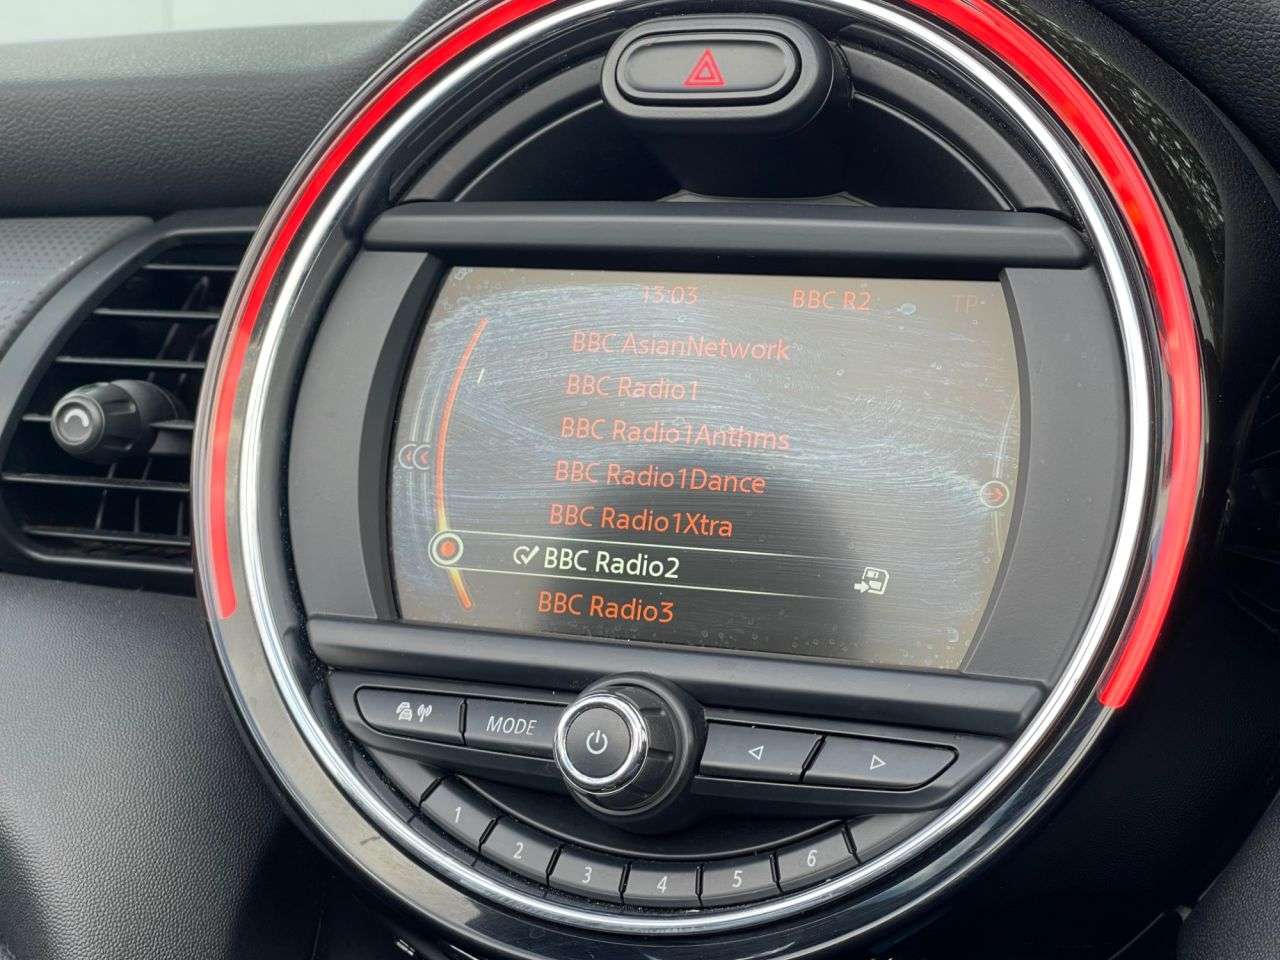 13:03 BBC R2 TP
BBC AsianNetwork
BBC Radio1
BBC Radio1Anthms
BBC Radio1Dance
BBC Radio1Xtra
BBC Radio2
BBC Radio3
MODE
1 2 3 4 5 6